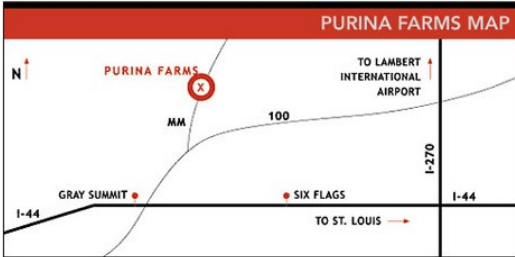 PURINA FARMS MAP
N
PURINA FARMS
X
TO LAMBERT
INTERNATIONAL
AIRPORT
MM
100
I-270
GRAY SUMMIT
SIX FLAGS
I-44
I-44
TO ST. LOUIS